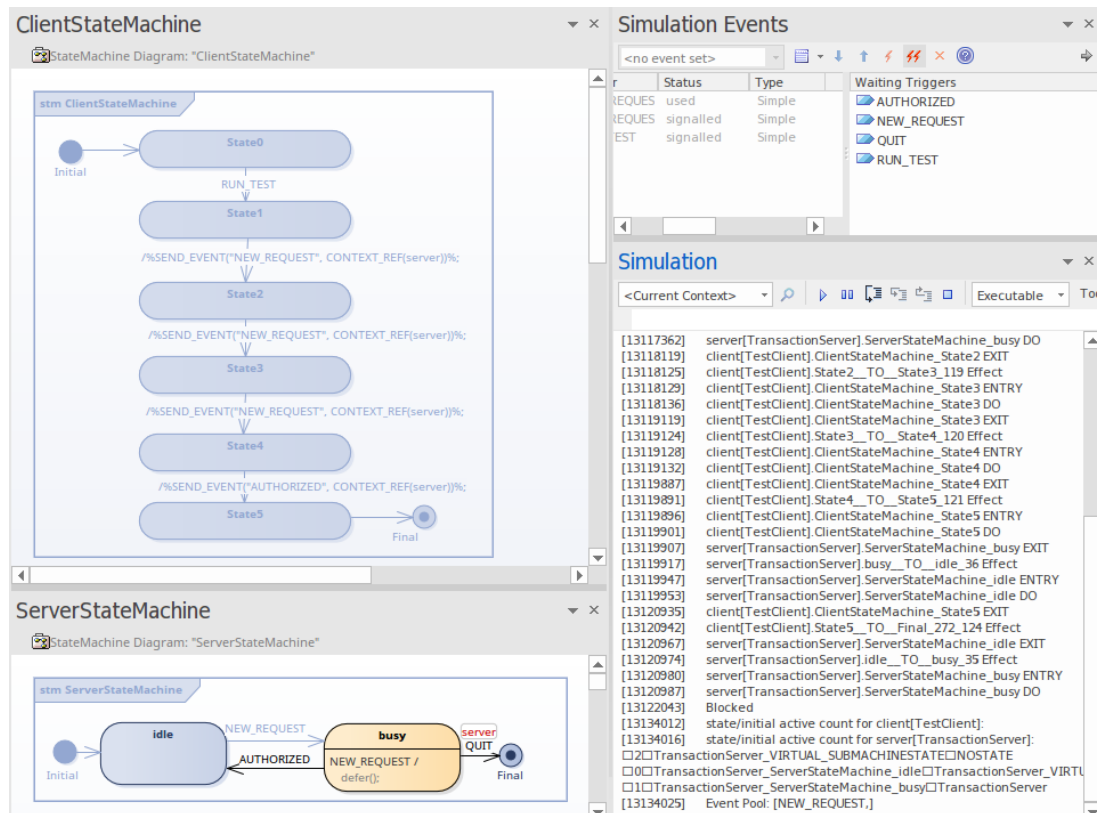 ClientStateMachine
StateMachine Diagram: "ClientStateMachine"
stm ClientStateMachine
State0
Initial
RUN_TEST
State1
/%SEND_EVENT("NEW_REQUEST", CONTEXT_REF(server))%;
State2
/%SEND_EVENT("NEW_REQUEST", CONTEXT_REF(server))%;
State3
/%SEND_EVENT("NEW_REQUEST", CONTEXT_REF(server))%;
State4
/%SEND_EVENT("AUTHORIZED", CONTEXT_REF(server))%;
State5
Final
ServerStateMachine
StateMachine Diagram: "ServerStateMachine"
stm ServerStateMachine
idle
NEW_REQUEST
busy
server
QUIT
AUTHORIZED
NEW_REQUEST /
defer();
Initial
Final
Simulation Events
<no event set>
r Status Type
REQUES used Simple
REQUES signalled Simple
EST signalled Simple
Waiting Triggers
AUTHORIZED
NEW_REQUEST
QUIT
RUN_TEST
Simulation
<Current Context> Executable Too
[13117362] server[TransactionServer].ServerStateMachine_busy DO
[13118119] client[TestClient].ClientStateMachine_State2 EXIT
[13118125] client[TestClient].State2__TO__State3_119 Effect
[13118129] client[TestClient].ClientStateMachine_State3 ENTRY
[13118136] client[TestClient].ClientStateMachine_State3 DO
[13119119] client[TestClient].ClientStateMachine_State3 EXIT
[13119124] client[TestClient].State3__TO__State4_120 Effect
[13119128] client[TestClient].ClientStateMachine_State4 ENTRY
[13119132] client[TestClient].ClientStateMachine_State4 DO
[13119887] client[TestClient].ClientStateMachine_State4 EXIT
[13119891] client[TestClient].State4__TO__State5_121 Effect
[13119896] client[TestClient].ClientStateMachine_State5 ENTRY
[13119901] client[TestClient].ClientStateMachine_State5 DO
[13119907] server[TransactionServer].ServerStateMachine_busy EXIT
[13119917] server[TransactionServer].busy__TO__idle_36 Effect
[13119947] server[TransactionServer].ServerStateMachine_idle ENTRY
[13119953] server[TransactionServer].ServerStateMachine_idle DO
[13120935] client[TestClient].ClientStateMachine_State5 EXIT
[13120942] client[TestClient].State5__TO__Final_272_124 Effect
[13120967] server[TransactionServer].ServerStateMachine_idle EXIT
[13120974] server[TransactionServer].idle__TO__busy_35 Effect
[13120980] server[TransactionServer].ServerStateMachine_busy ENTRY
[13120987] server[TransactionServer].ServerStateMachine_busy DO
[13122043] Blocked
[13134012] state/initial active count for client[TestClient]:
[13134016] state/initial active count for server[TransactionServer]:
□2□TransactionServer_VIRTUAL_SUBMACHINESTATE□NOSTATE
□0□TransactionServer_ServerStateMachine_idle□TransactionServer_VIRTU
□1□TransactionServer_ServerStateMachine_busy□TransactionServer
[13134025] Event Pool: [NEW_REQUEST,]